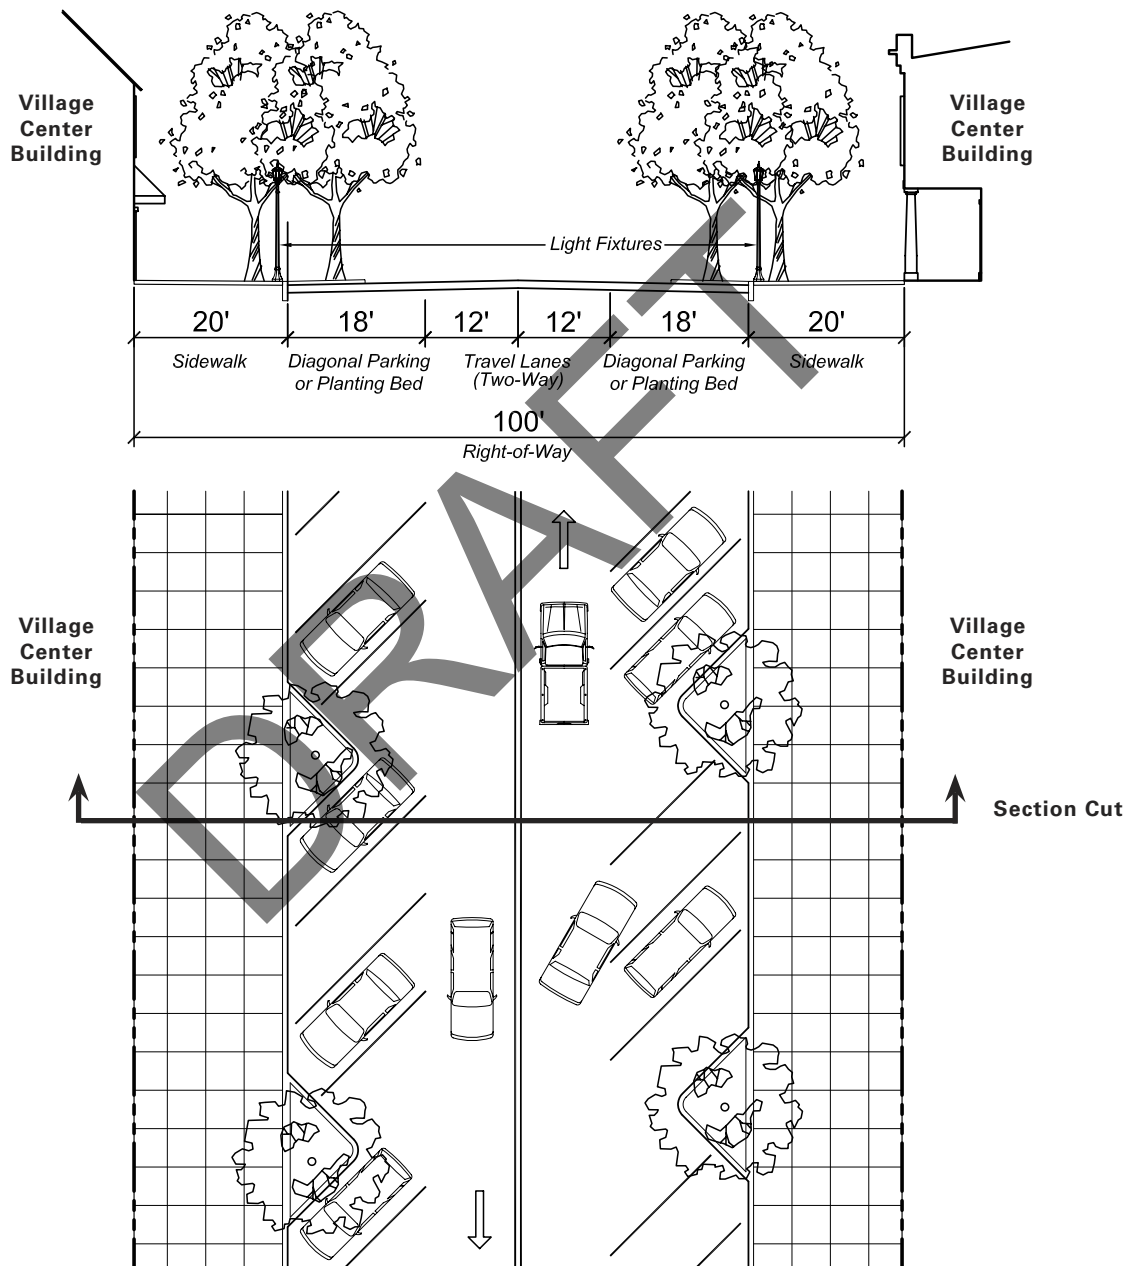 Village
Center
Building
Village
Center
Building
Light Fixtures
20'
18'
12'
12'
18'
20'
Sidewalk
Diagonal Parking
or Planting Bed
Travel Lanes
(Two-Way)
Diagonal Parking
or Planting Bed
Sidewalk
100'
Right-of-Way
DRAFT
Village
Center
Building
Village
Center
Building
Section Cut